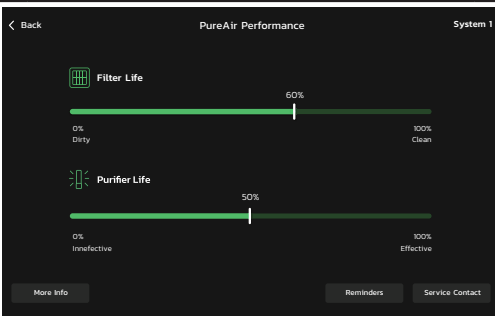 Back
PureAir Performance
System 1
Filter Life
60%
0%
100%
Dirty
Clean
Purifier Life
50%
0%
100%
Innefective
Effective
More Info
Reminders
Service Contact